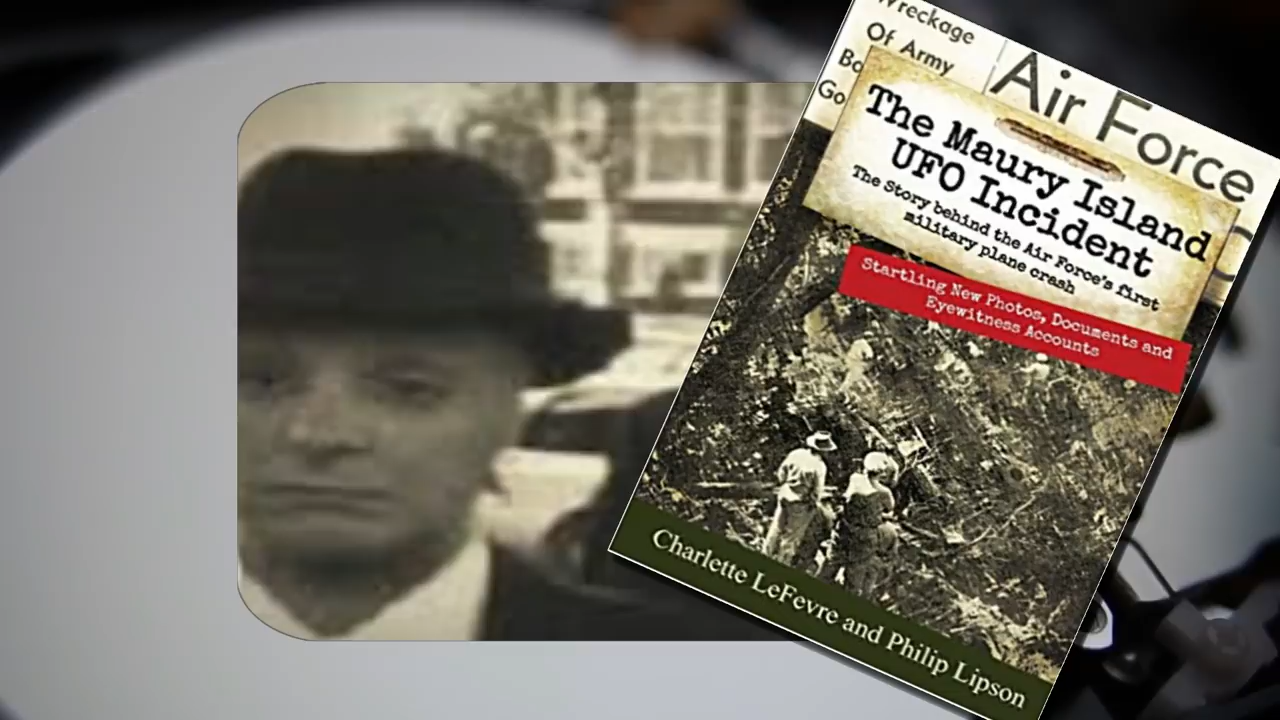 Wreckage
Of Army
Air Force
The Maury Island
UFO Incident
The Story behind the Air Force's first
military plane crash
Startling New Photos, Documents and
Eyewitness Accounts
Charlette LeFevre and Philip Lipson